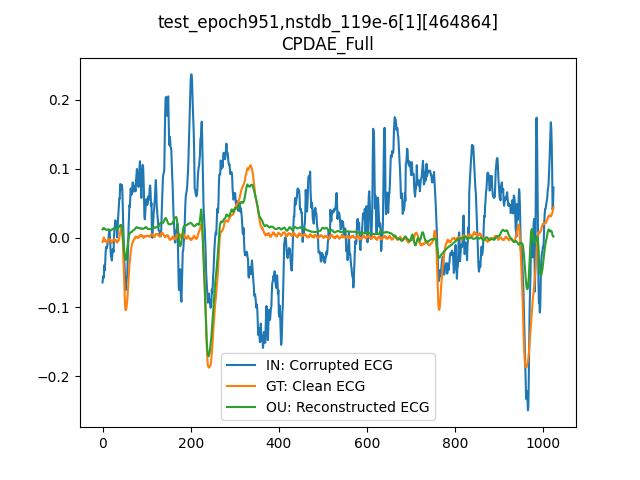 test_epoch951,nstdb_119e-6[1][464864]
CPDAE_Full
0.2
0.1
0.0
−0.1
−0.2
IN: Corrupted ECG
GT: Clean ECG
OU: Reconstructed ECG
0 200 400 600 800 1000